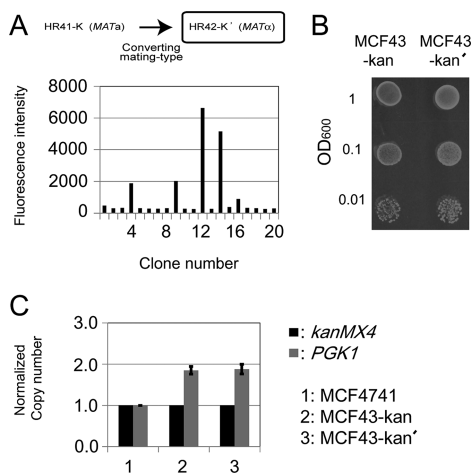 A
HR41-K (MATa)
HR42-K′ (MATα)
Converting
mating-type
Fluorescence intensity
8000
6000
4000
2000
0
4
8
12
16
20
Clone number
B
MCF43
-kan
MCF43
-kan′
OD600
1
0.1
0.01
C
Normalized
Copy number
3.0
2.0
1.0
0.0
1
2
3
: kanMX4
: PGK1
1: MCF4741
2: MCF43-kan
3: MCF43-kan′